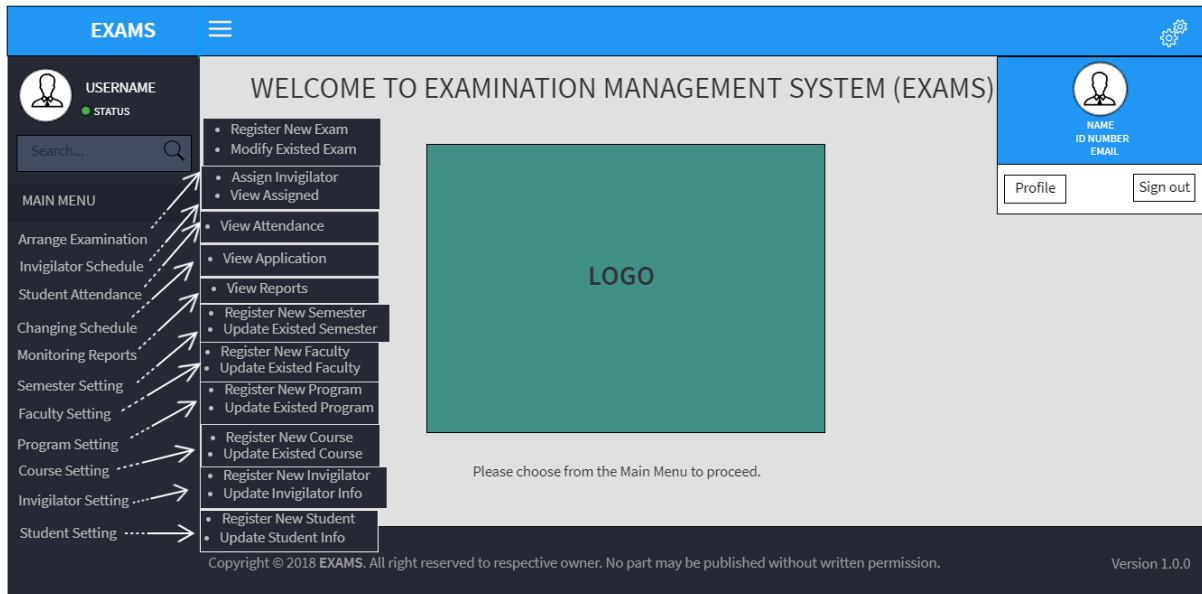 EXAMS
USERNAME
STATUS
Search...
MAIN MENU
Arrange Examination
Invigilator Schedule
Student Attendance
Changing Schedule
Monitoring Reports
Semester Setting
Faculty Setting
Program Setting
Course Setting
Invigilator Setting
Student Setting
• Register New Exam
• Modify Existed Exam
• Assign Invigilator
• View Assigned
• View Attendance
• View Application
• View Reports
• Register New Semester
• Update Existed Semester
• Register New Faculty
• Update Existed Faculty
• Register New Program
• Update Existed Program
• Register New Course
• Update Existed Course
• Register New Invigilator
• Update Invigilator Info
• Register New Student
• Update Student Info
WELCOME TO EXAMINATION MANAGEMENT SYSTEM (EXAMS)
LOGO
Please choose from the Main Menu to proceed.
NAME
ID NUMBER
EMAIL
Profile
Sign out
Copyright © 2018 EXAMS. All right reserved to respective owner. No part may be published without written permission.
Version 1.0.0